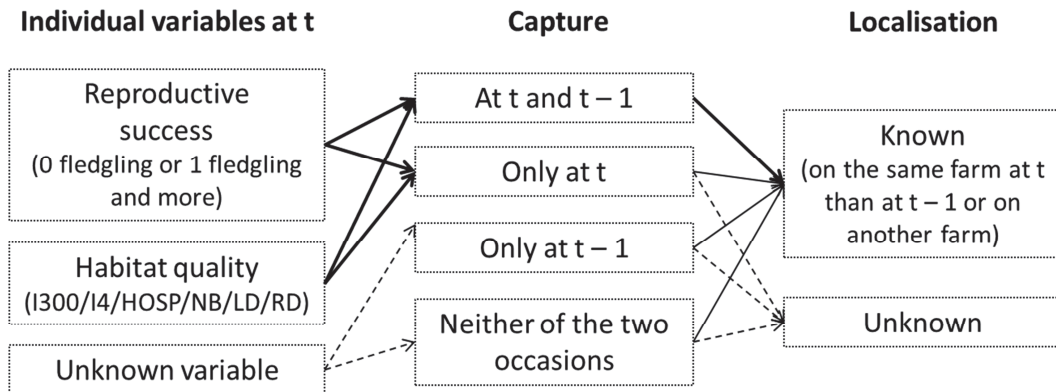 Individual variables at t
Capture
Localisation
Reproductive
success
(0 fledgling or 1 fledgling
and more)
Habitat quality
(I300/I4/HOSP/NB/LD/RD)
Unknown variable
At t and t – 1
Only at t
Only at t – 1
Neither of the two
occasions
Known
(on the same farm at t
than at t – 1 or on
another farm)
Unknown